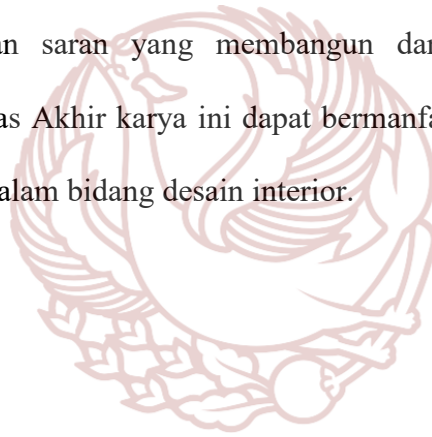 an saran yang membangun dar
as Akhir karya ini dapat bermanfa
alam bidang desain interior.